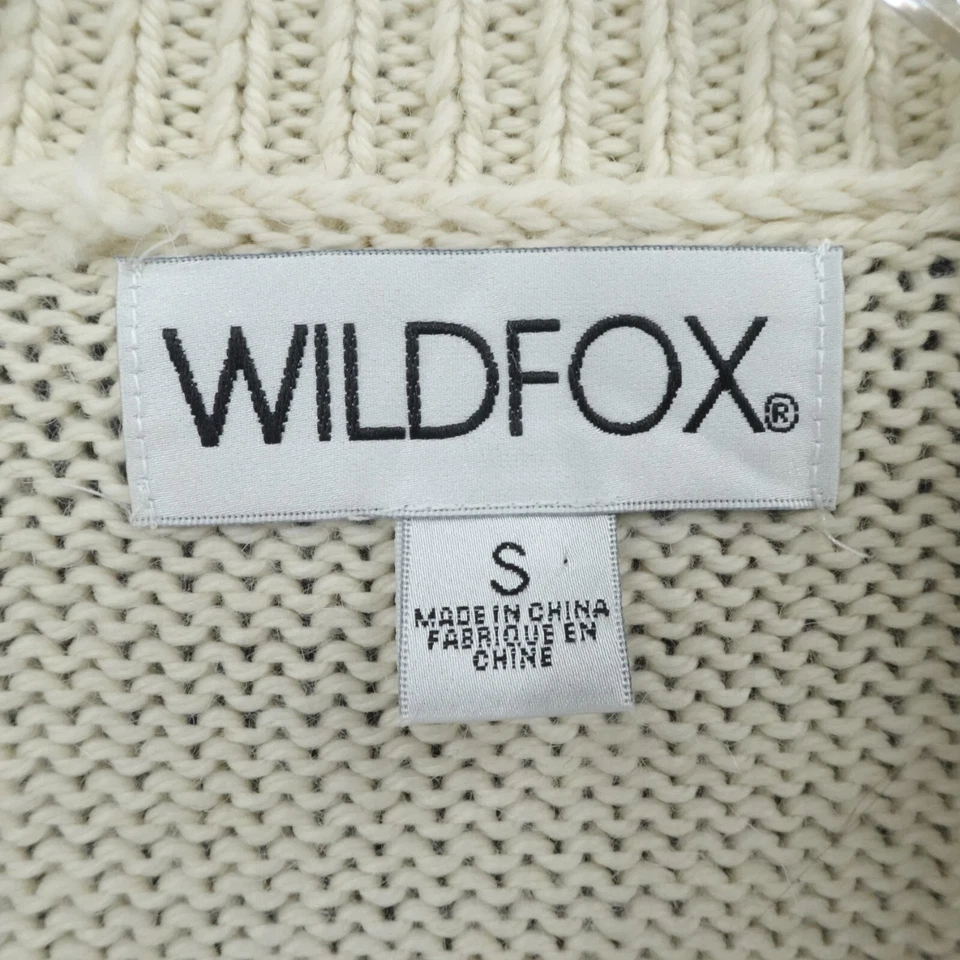 WILDFOX®
S
MADE IN CHINA
FABRIQUE EN
CHINE